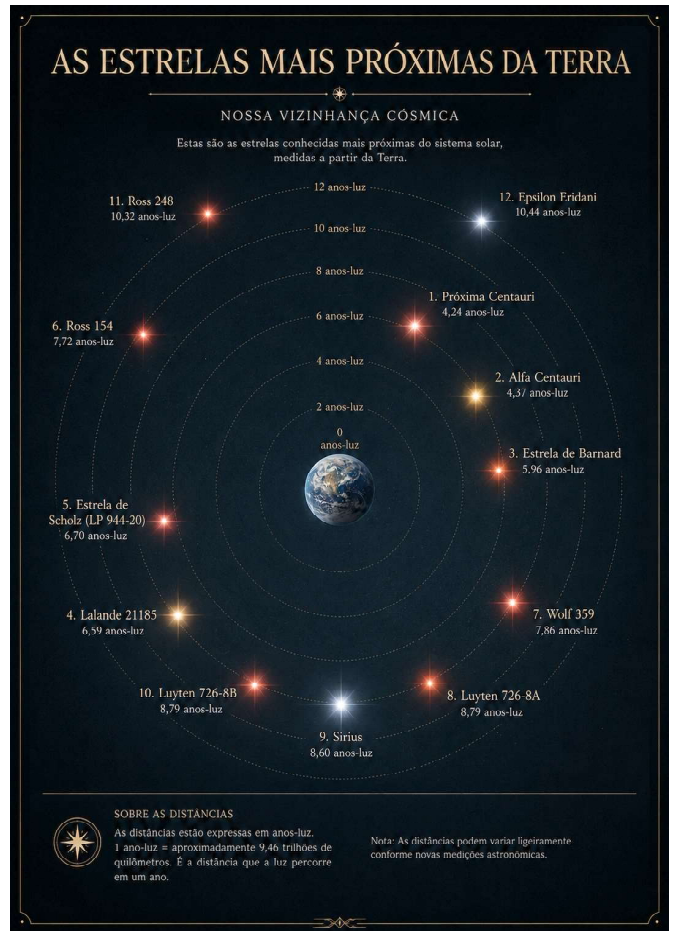 AS ESTRELAS MAIS PRÓXIMAS DA TERRA
NOSSA VIZINHANÇA CÓSMICA
Estas são as estrelas conhecidas mais próximas do sistema solar,
medidas a partir da Terra.
12 anos-luz
11. Ross 248
10,32 anos-luz
12. Epsilon Eridani
10,44 anos-luz
10 anos-luz
8 anos-luz
1. Próxima Centauri
4,24 anos-luz
6 anos-luz
6. Ross 154
7,72 anos-luz
4 anos-luz
2. Alfa Centauri
4,37 anos-luz
2 anos-luz
0
anos-luz
3. Estrela de Barnard
5.96 anos-luz
5. Estrela de
Scholz (LP 944-20)
6,70 anos-luz
4. Lalande 21185
6,59 anos-luz
7. Wolf 359
7,86 anos-luz
10. Luyten 726-8B
8,79 anos-luz
8. Luyten 726-8A
8,79 anos-luz
9. Sirius
8,60 anos-luz
SOBRE AS DISTÂNCIAS
As distâncias estão expressas em anos-luz.
1 ano-luz = aproximadamente 9,46 trilhões de
quilômetros. É a distância que a luz percorre
em um ano.
Nota: As distâncias podem variar ligeiramente
conforme novas medições astronômicas.